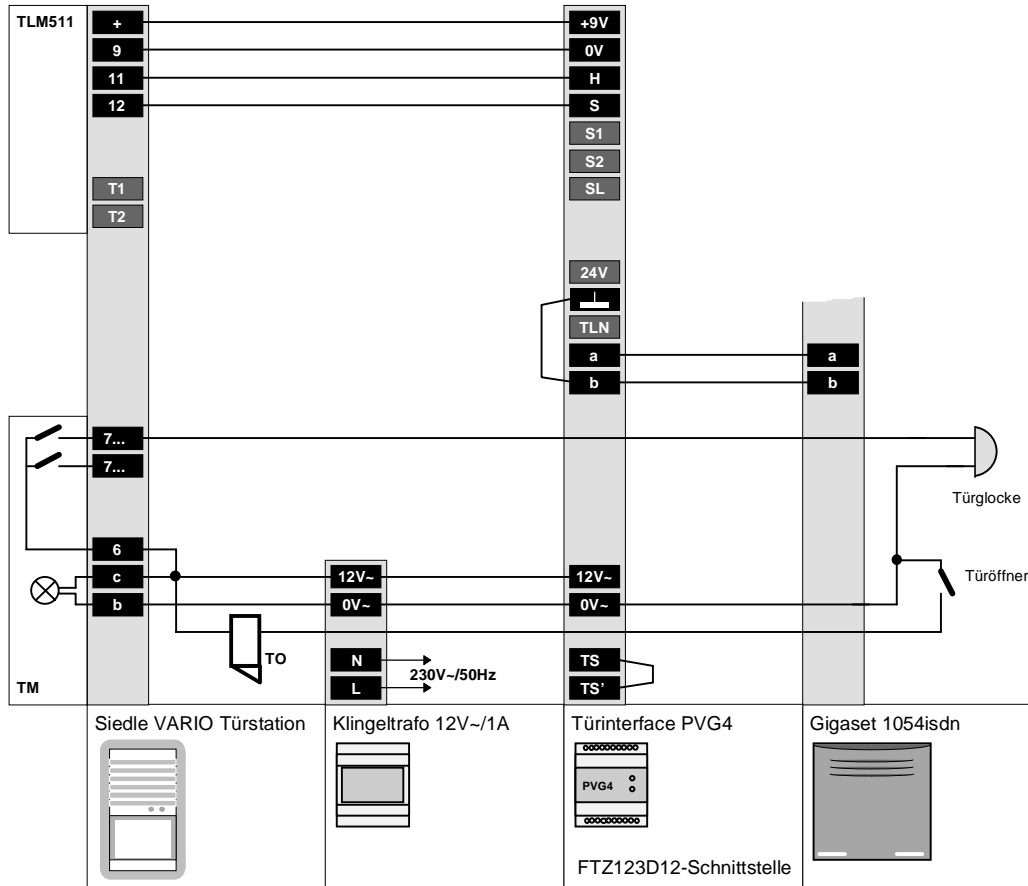 TLM511 + +9V
9 0V
11 H
12 S
S1
S2
T1 SL
T2
24V
TLN
a a
b b
7...
7...
Türglocke
6
c 12V~ 12V~ Türöffner
b 0V~ 0V~
TO N TS
230V~/50Hz
TM L TS'
Siedle VARIO Türstation Klingeltrafo 12V~/1A Türinterface PVG4 Gigaset 1054isdn
PVG4
FTZ123D12-Schnittstelle